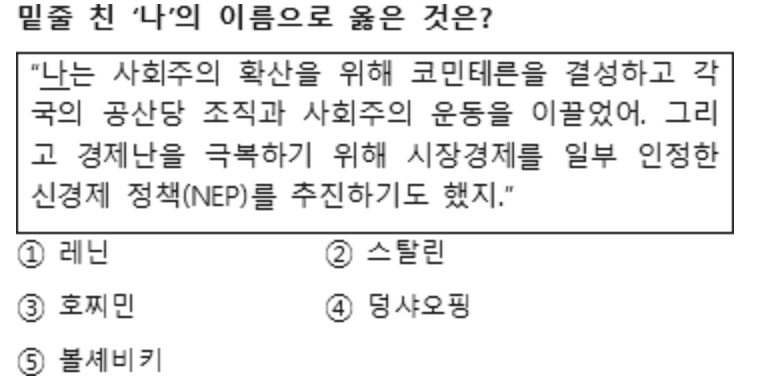 밑줄 친 ‘나’의 이름으로 옳은 것은?
“나는 사회주의 확산을 위해 코민테른을 결성하고 각
국의 공산당 조직과 사회주의 운동을 이끌었어. 그리
고 경제난을 극복하기 위해 시장경제를 일부 인정한
신경제 정책(NEP)를 추진하기도 했지.”
① 레닌 ② 스탈린
③ 호찌민 ④ 덩샤오핑
⑤ 볼셰비키